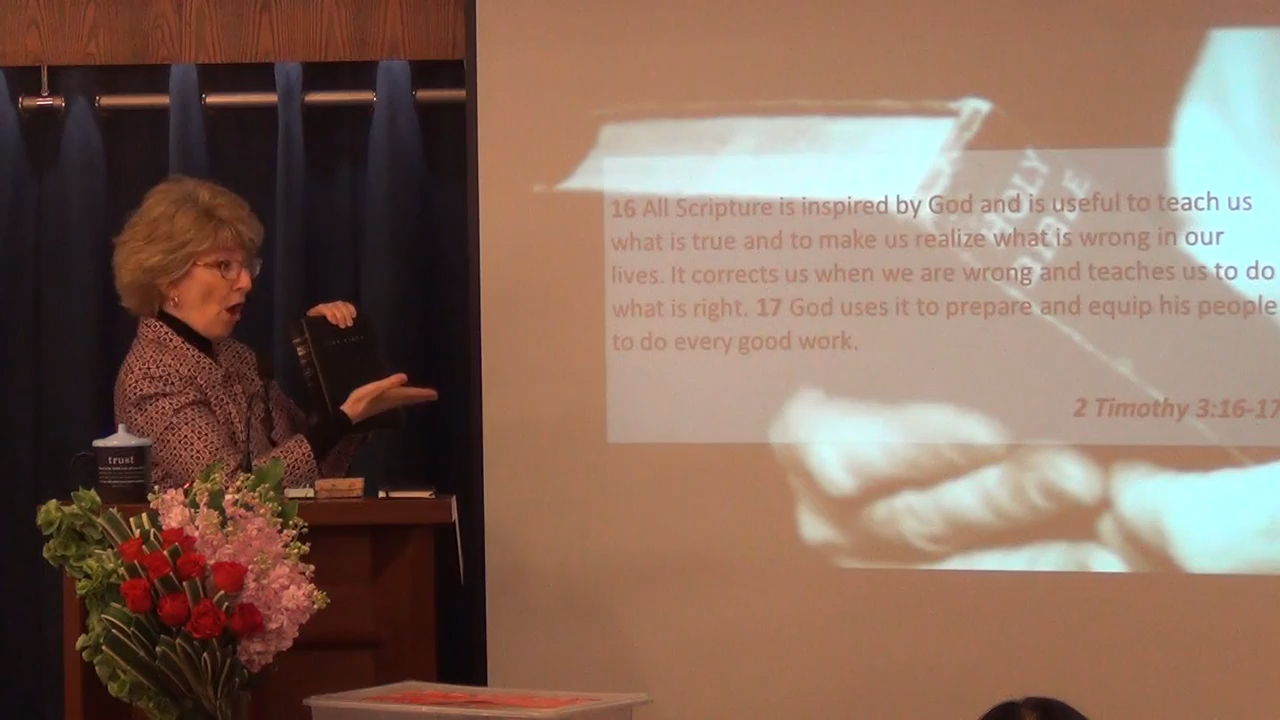 16 All Scripture is inspired by God and is useful to teach us
what is true and to make us realize what is wrong in our
lives. It corrects us when we are wrong and teaches us to do
what is right. 17 God uses it to prepare and equip his people
to do every good work.
2 Timothy 3:16-17
HOLY
BIBLE
trust